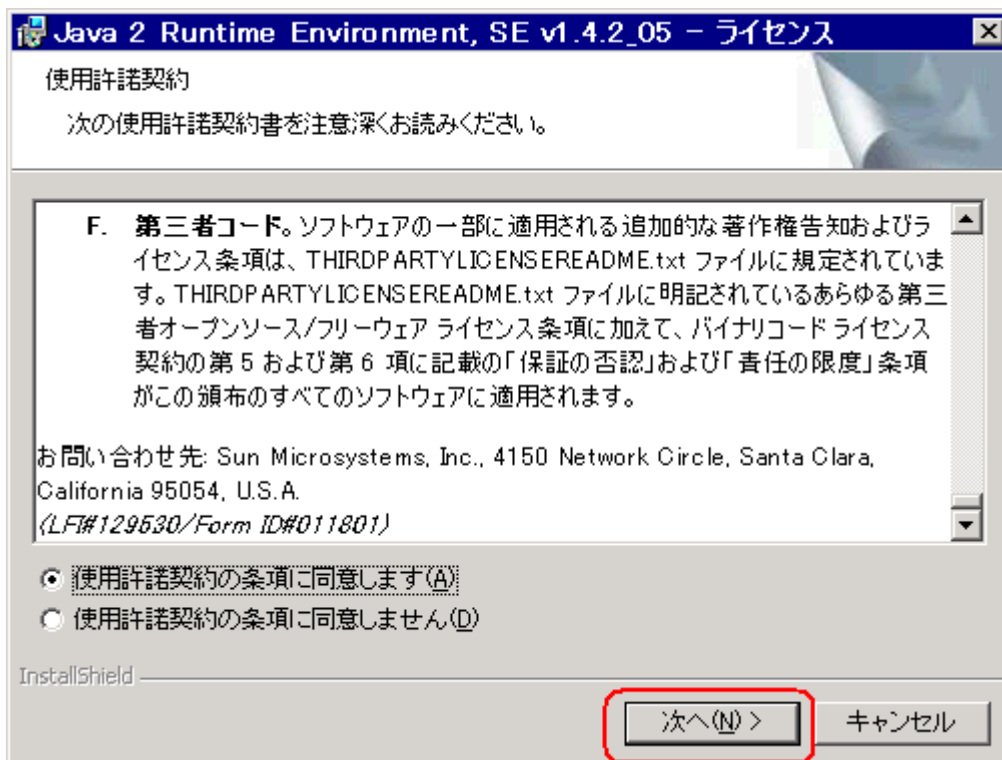 Java 2 Runtime Environment, SE v1.4.2_05 - ライセンス
使用許諾契約
次の使用許諾契約書を注意深くお読みください。
F. 第三者コード。ソフトウェアの一部に適用される追加的な著作権告知およびラ
イセンス条項は、THIRDPARTYLICENSEREADME.txt ファイルに規定されていま
す。THIRDPARTYLICENSEREADME.txt ファイルに明記されているあらゆる第三
者オープンソース/フリーウェア ライセンス条項に加えて、バイナリコード ライセンス
契約の第 5 および第 6 項に記載の「保証の否認」および「責任の限度」条項
がこの頒布のすべてのソフトウェアに適用されます。
お問い合わせ先: Sun Microsystems, Inc., 4150 Network Circle, Santa Clara,
California 95054, U.S.A.
(LFI#129530/Form ID#011801)
使用許諾契約の条項に同意します(A)
使用許諾契約の条項に同意しません(D)
InstallShield
次へ(N) >
キャンセル